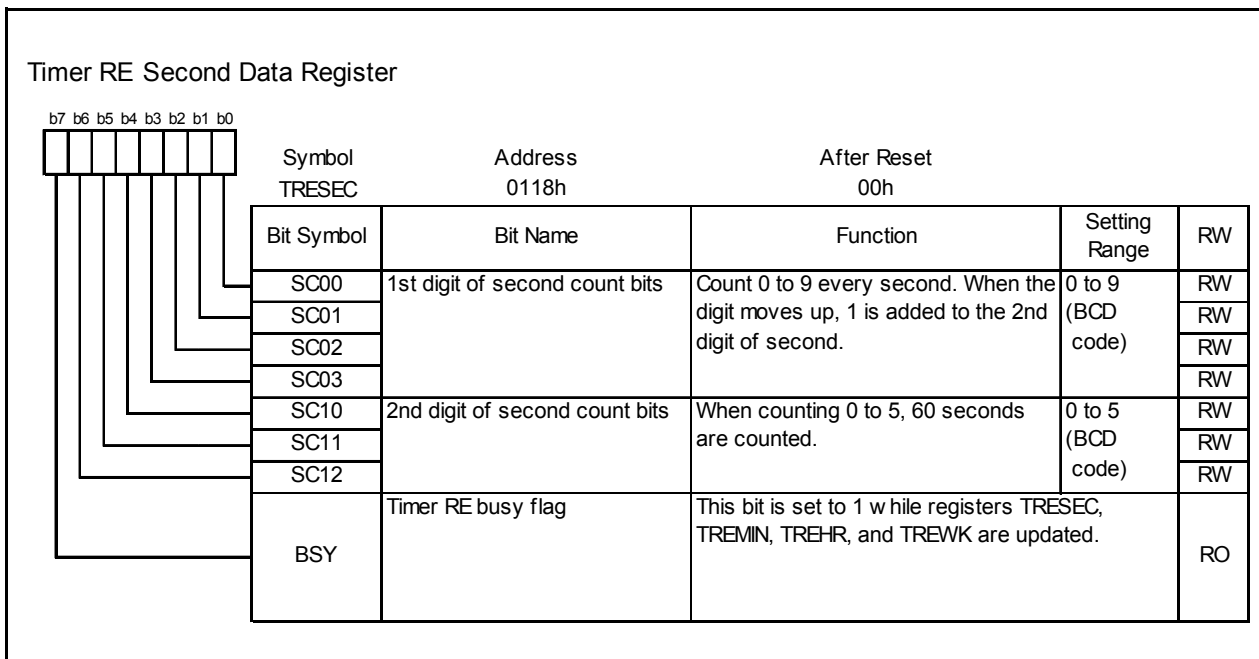 Timer RE Second Data Register
b7 b6 b5 b4 b3 b2 b1 b0
Symbol Address After Reset
TRESEC 0118h 00h
Bit Symbol Bit Name Function Setting Range RW
SC00 1st digit of second count bits Count 0 to 9 every second. When the 0 to 9 RW
SC01 digit moves up, 1 is added to the 2nd (BCD RW
SC02 digit of second. code) RW
SC03 RW
SC10 2nd digit of second count bits When counting 0 to 5, 60 seconds 0 to 5 RW
SC11 are counted. (BCD RW
SC12 code) RW
Timer RE busy flag This bit is set to 1 w hile registers TRESEC,
TREMIN, TREHR, and TREWK are updated.
BSY RO